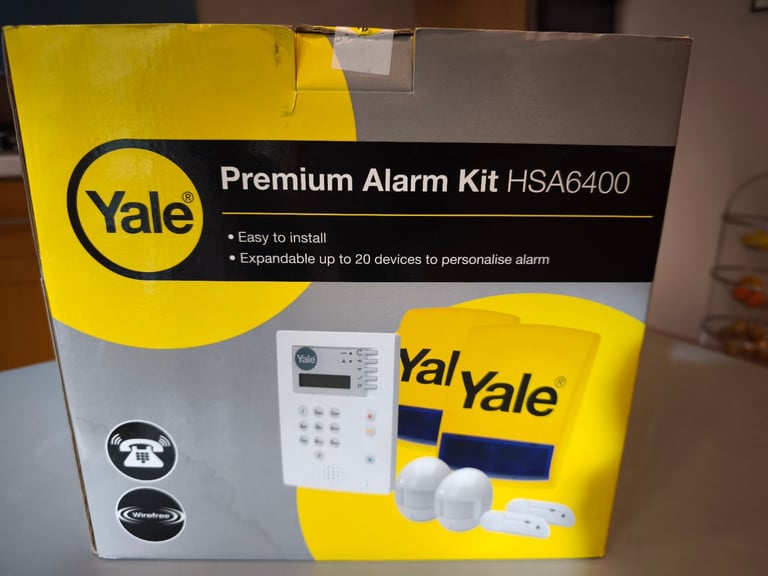 Yale®
Premium Alarm Kit HSA6400
• Easy to install
• Expandable up to 20 devices to personalise alarm
Yale
Yal
Yale®
Wirefree